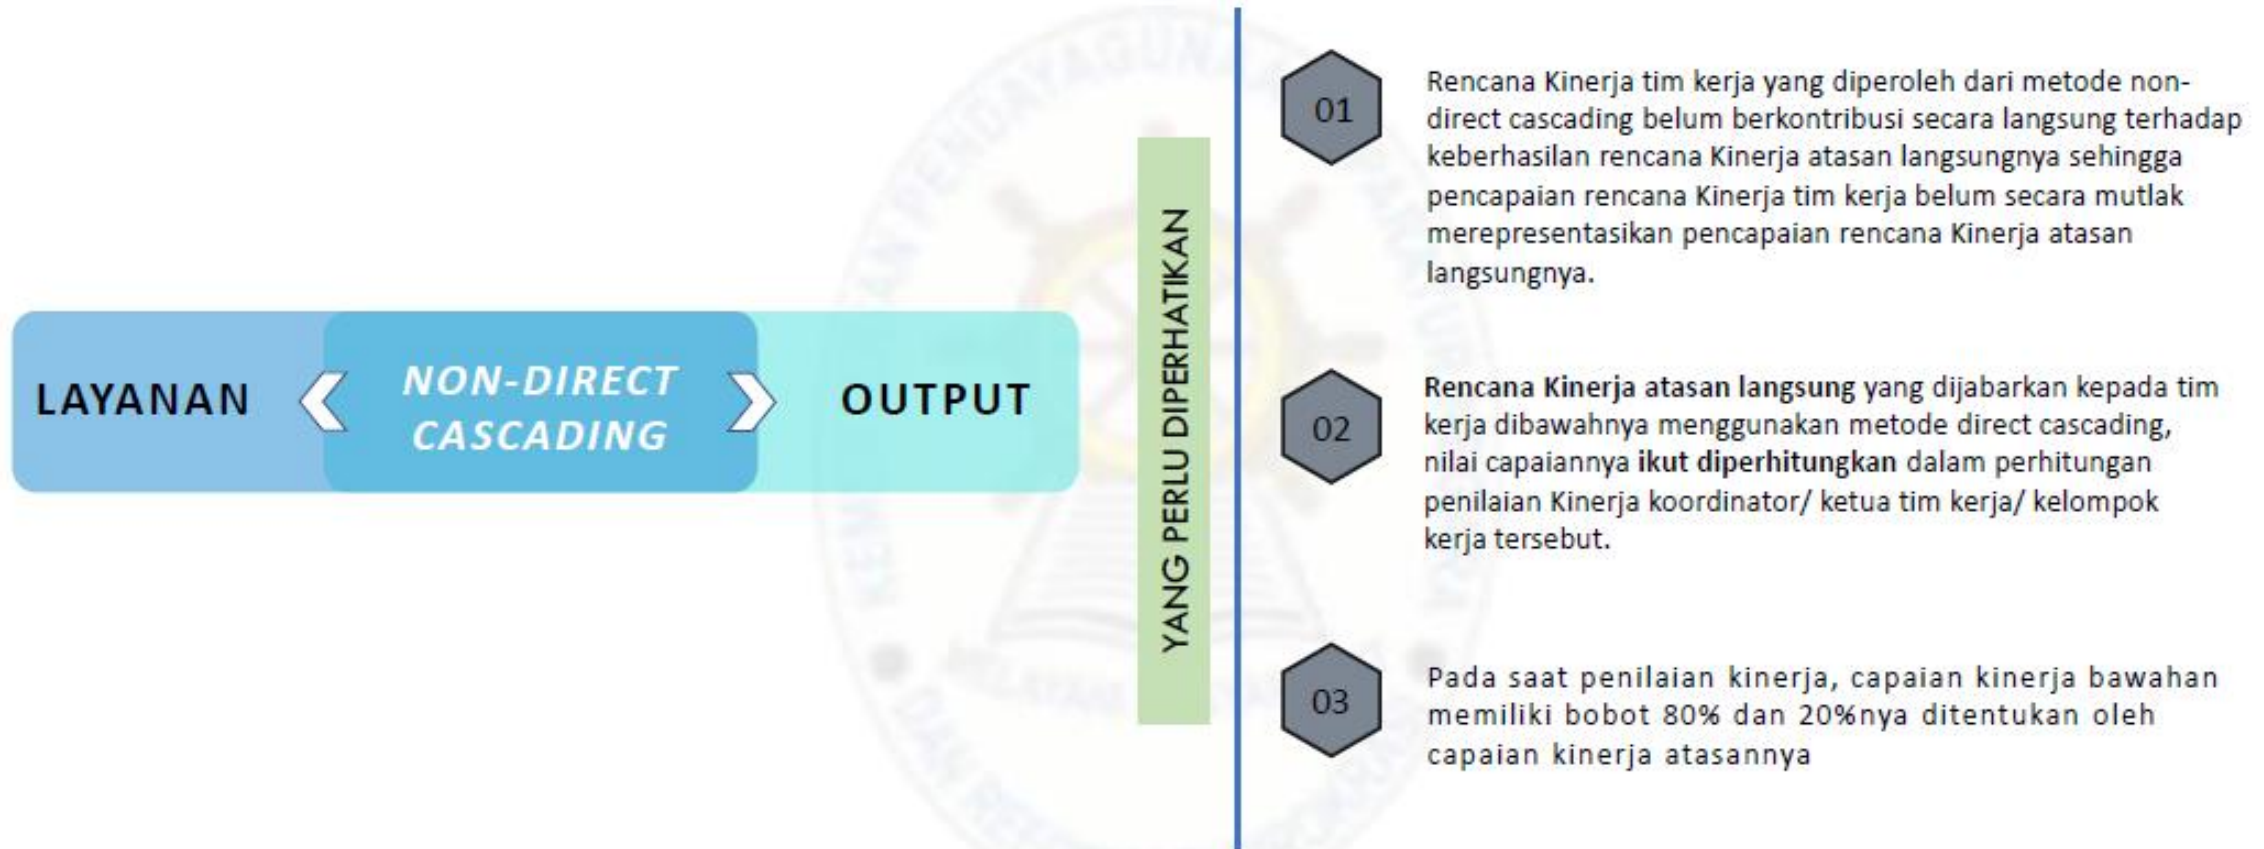 LAYANAN
NON-DIRECT
CASCADING
OUTPUT
YANG PERLU DIPERHATIKAN
01
Rencana Kinerja tim kerja yang diperoleh dari metode non-
direct cascading belum berkontribusi secara langsung terhadap
keberhasilan rencana Kinerja atasan langsungnya sehingga
pencapaian rencana Kinerja tim kerja belum secara mutlak
merepresentasikan pencapaian rencana Kinerja atasan
langsungnya.
02
Rencana Kinerja atasan langsung yang dijabarkan kepada tim
kerja dibawahnya menggunakan metode direct cascading,
nilai capaiannya ikut diperhitungkan dalam perhitungan
penilaian Kinerja koordinator/ ketua tim kerja/ kelompok
kerja tersebut.
03
Pada saat penilaian kinerja, capaian kinerja bawahan
memiliki bobot 80% dan 20%nya ditentukan oleh
capaian kinerja atasannya